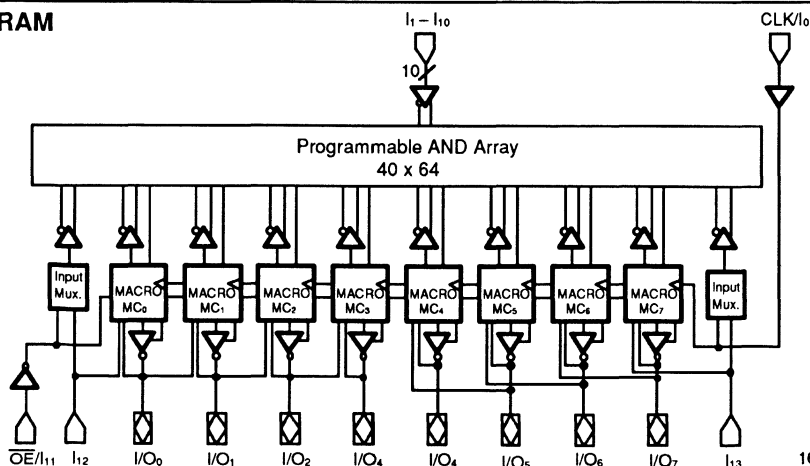 RAM
I1 – I10
CLK/I0
10
Programmable AND Array
40 x 64
Input
Mux.
MACRO
MC0
MACRO
MC1
MACRO
MC2
MACRO
MC3
MACRO
MC4
MACRO
MC5
MACRO
MC6
MACRO
MC7
Input
Mux.
OE/I11
I12
I/O0
I/O1
I/O2
I/O4
I/O4
I/O5
I/O6
I/O7
I13